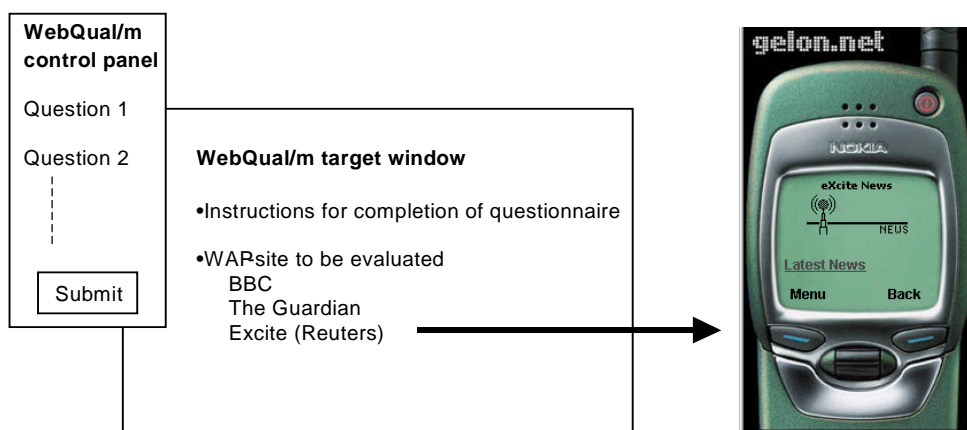 WebQual/m
control panel
Question 1
Question 2
Submit
WebQual/m target window
•Instructions for completion of questionnaire
•WAP-site to be evaluated
BBC
The Guardian
Excite (Reuters)
gelon.net
NOKIA
eXcite News
NEWS
Latest News
Menu Back